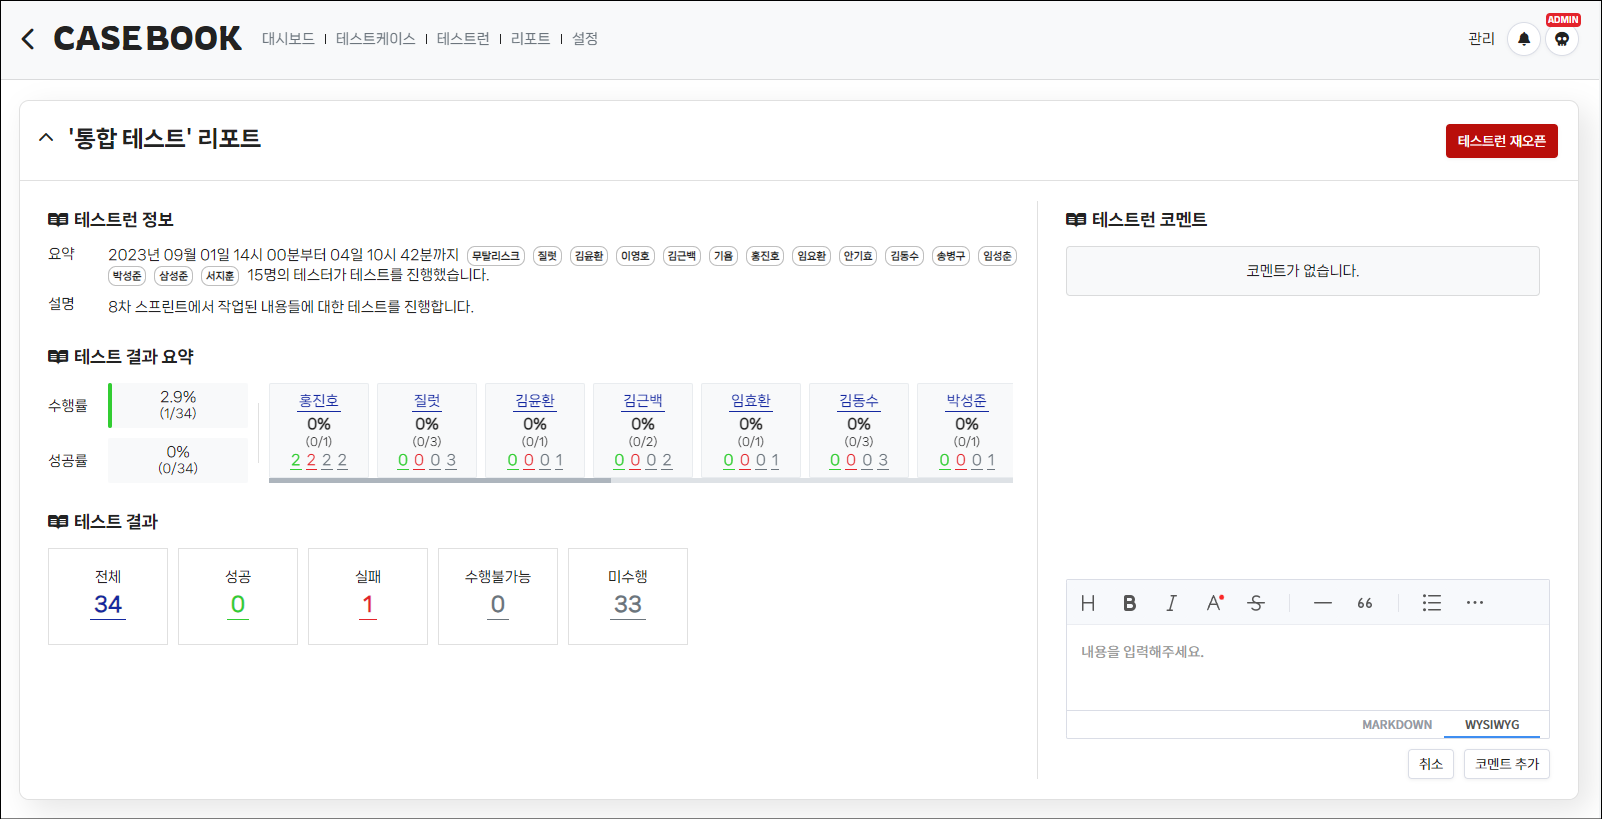 CASEBOOK 대시보드 | 테스트케이스 | 테스트런 | 리포트 | 설정 관리 ADMIN
'통합 테스트' 리포트 테스트런 재오픈
테스트런 정보
요약 2023년 09월 01일 14시 00분부터 04일 10시 42분까지 무탈리스크 질럿 김윤환 이영호 김근백 기욤 홍진호 임요환 안기효 김동수 송병구 임성춘
박성준 삼성준 서지훈 15명의 테스터가 테스트를 진행했습니다.
설명 8차 스프린트에서 작업된 내용들에 대한 테스트를 진행합니다.
테스트 결과 요약
수행률 2.9%
(1/34)
성공률 0%
(0/34)
홍진호 질럿 김윤환 김근백 임효환 김동수 박성준
0% 0% 0% 0% 0% 0% 0%
(0/1) (0/3) (0/1) (0/2) (0/1) (0/3) (0/1)
2 2 2 2 0 0 0 3 0 0 0 1 0 0 0 2 0 0 0 1 0 0 0 3 0 0 0 1
테스트 결과
전체 성공 실패 수행불가능 미수행
34 0 1 0 33
테스트런 코멘트
코멘트가 없습니다.
H B I A S — 66 ···
내용을 입력해주세요.
MARKDOWN WYSIWYG
취소 코멘트 추가